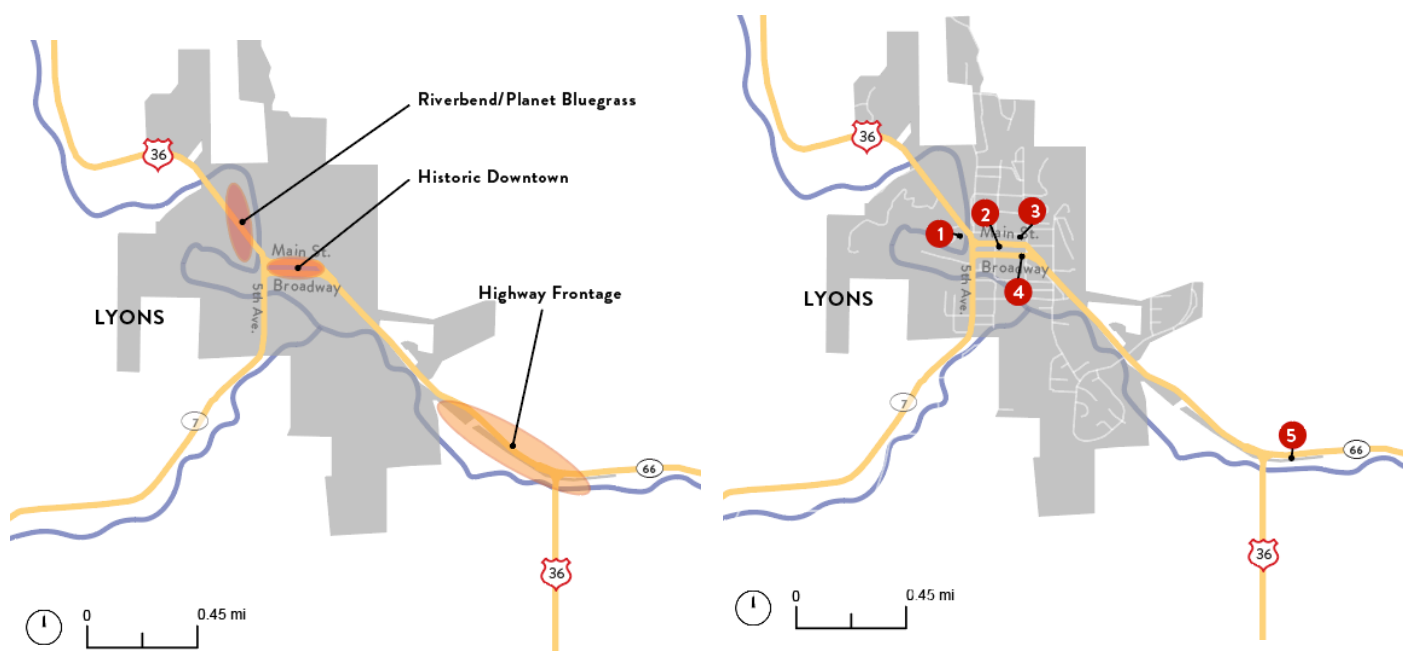 Riverbend/Planet Bluegrass
36
Historic Downtown
Main St.
Broadway
5th Ave.
Highway Frontage
LYONS
7
66
36
0
0.45 mi
36
1
2
3
Main St.
5th Ave.
Broadway
4
LYONS
7
5
66
36
0
0.45 mi